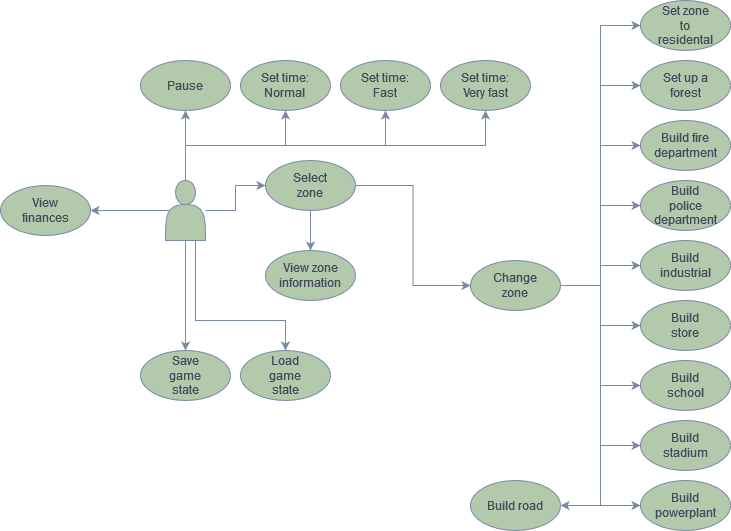 Set zone
to
residental
Pause
Set time:
Normal
Set time:
Fast
Set time:
Very fast
Set up a
forest
Build fire
department
Select
zone
View
finances
Build
police
department
View zone
information
Change
zone
Build
industrial
Build
store
Save
game
state
Load
game
state
Build
school
Build
stadium
Build road
Build
powerplant